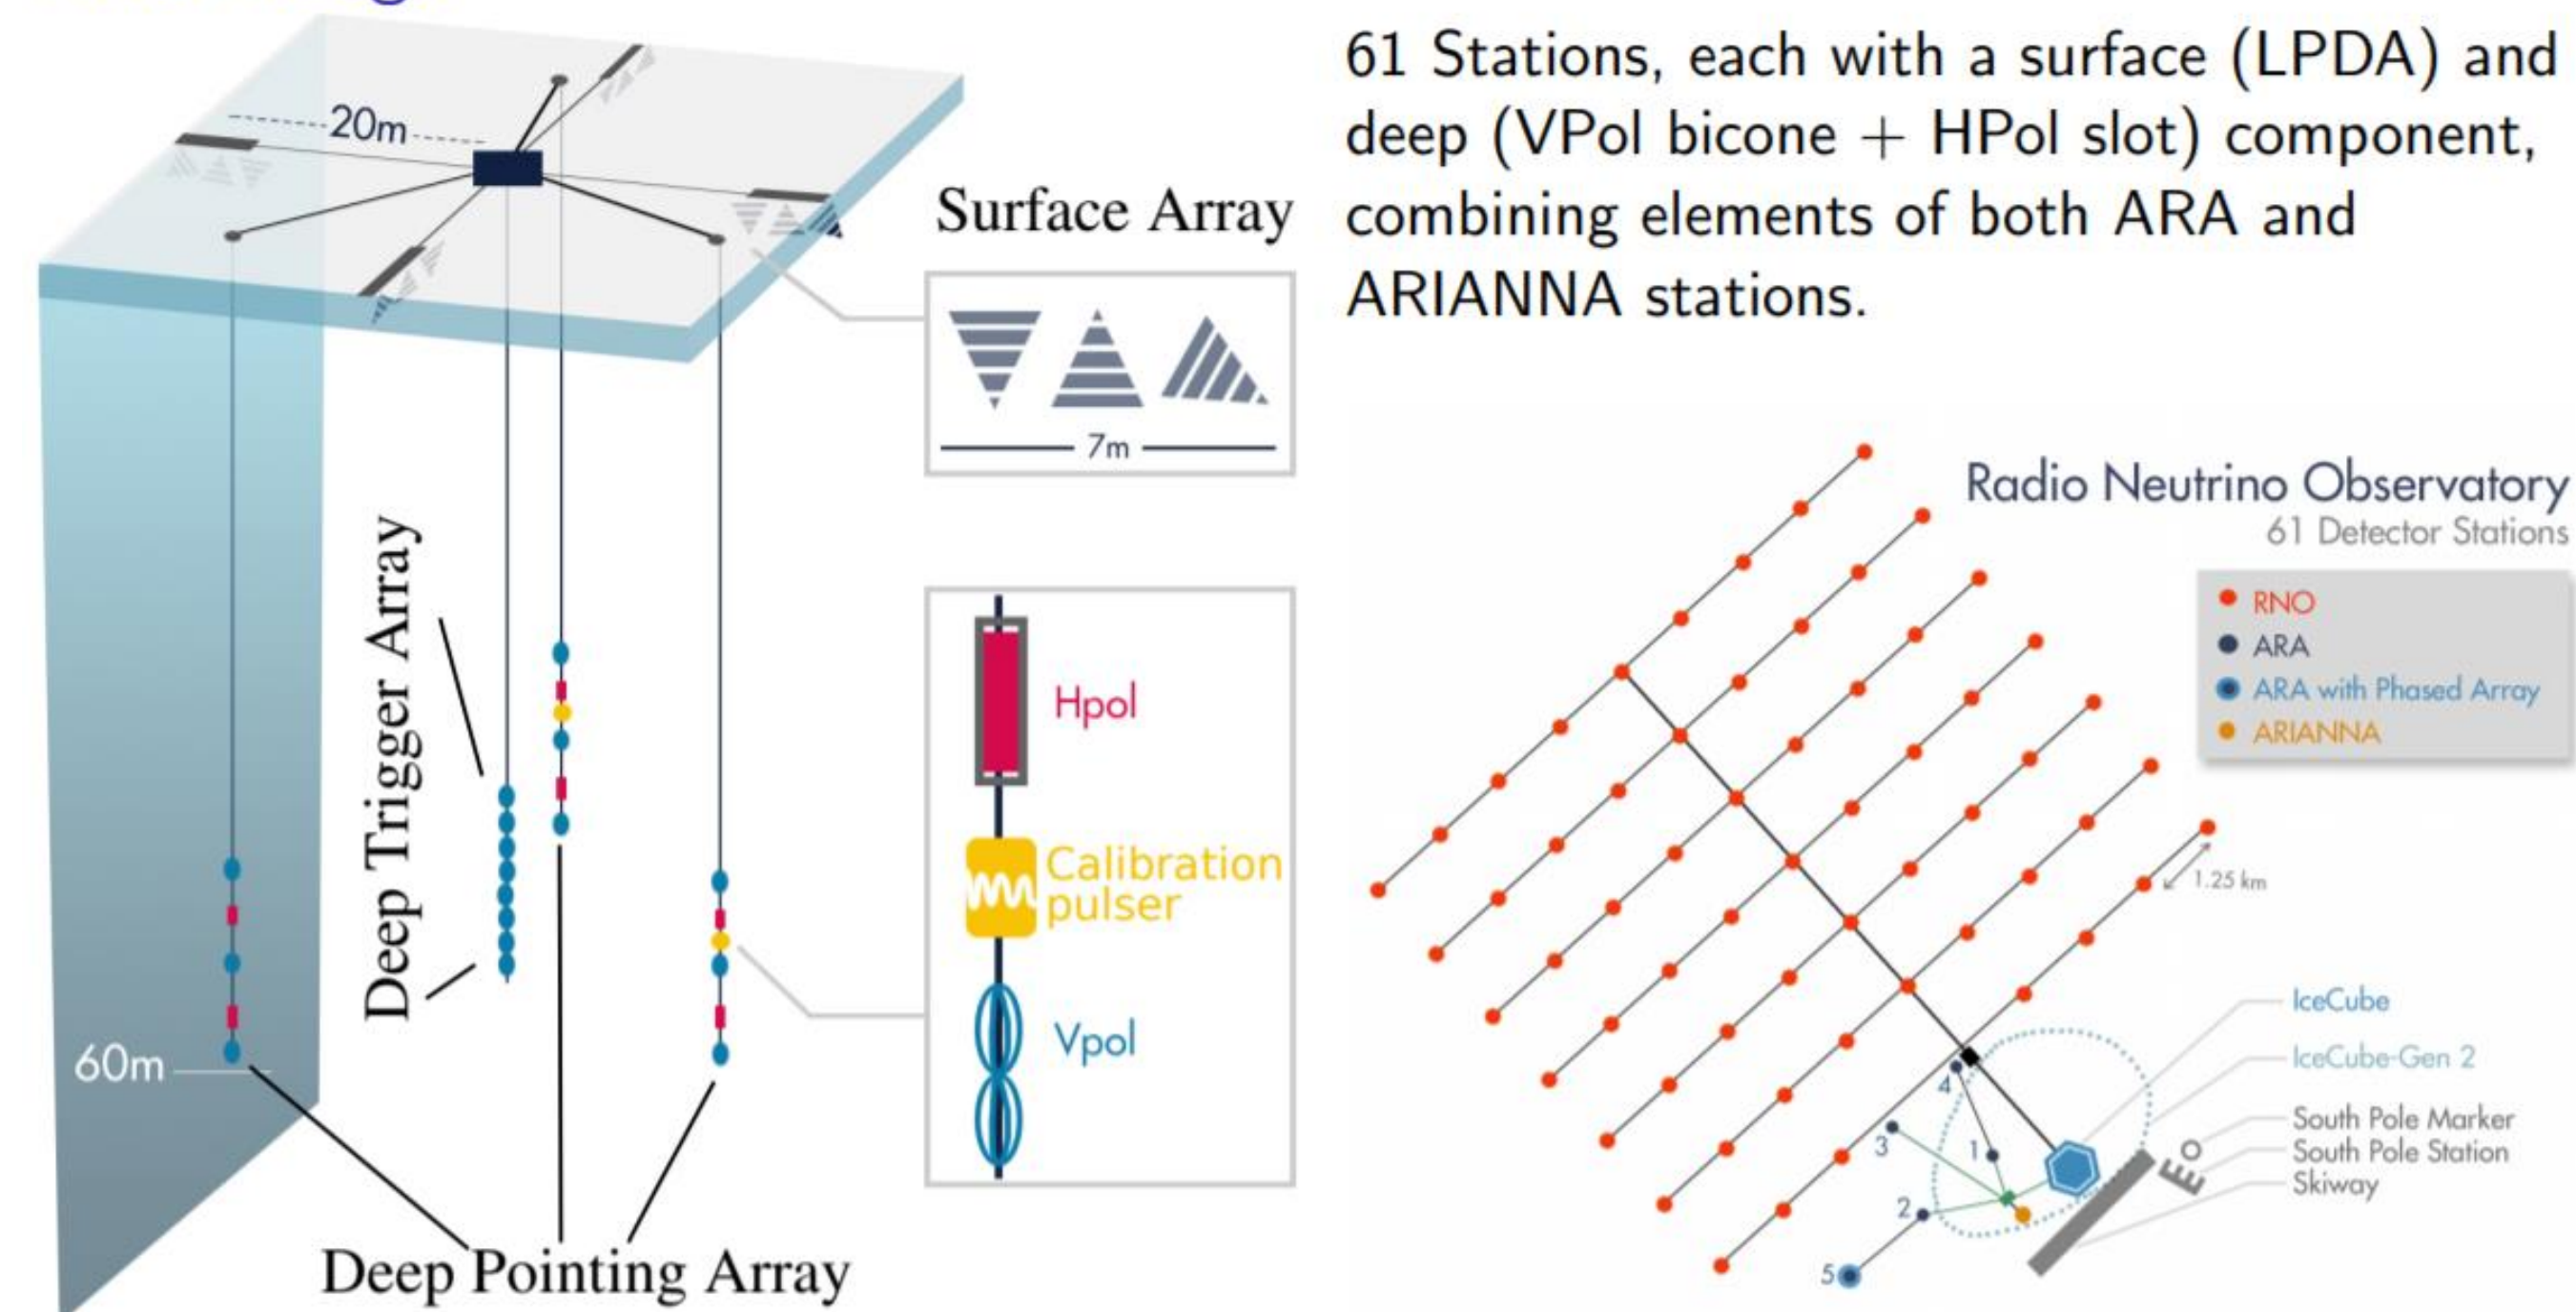 20m
Surface Array
7m
Deep Trigger Array
Hpol
Calibration
pulser
Vpol
60m
Deep Pointing Array
61 Stations, each with a surface (LPDA) and
deep (VPol bicone + HPol slot) component,
combining elements of both ARA and
ARIANNA stations.
Radio Neutrino Observatory
61 Detector Stations
RNO
ARA
ARA with Phased Array
ARIANNA
1.25 km
IceCube
IceCube-Gen 2
South Pole Marker
South Pole Station
Skiway
4
3
1
2
5